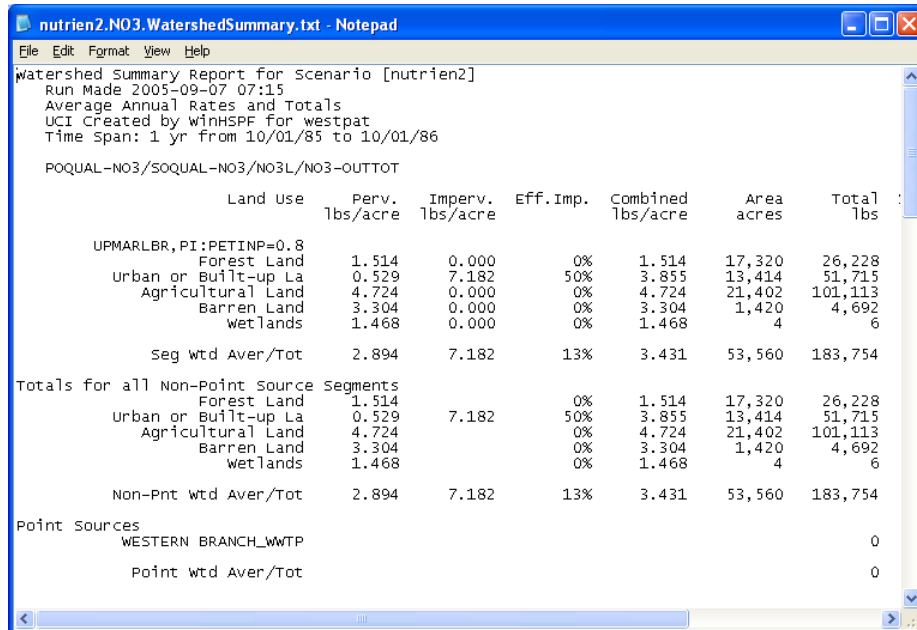 nutrien2.NO3.WatershedSummary.txt - Notepad
File Edit Format View Help
Watershed Summary Report for Scenario [nutrien2]
Run Made 2005-09-07 07:15
Average Annual Rates and Totals
UCI Created by WinHSPF for westpat
Time Span: 1 yr from 10/01/85 to 10/01/86
POQUAL-NO3/SOQUAL-NO3/NO3L/NO3-OUTTOT
Land Use Perv. Imperv. Eff.Imp. Combined Area Total
lbs/acre lbs/acre lbs/acre acres lbs
UPMARLBR,PI:PETINP=0.8
Forest Land 1.514 0.000 0% 1.514 17,320 26,228
Urban or Built-up La 0.529 7.182 50% 3.855 13,414 51,715
Agricultural Land 4.724 0.000 0% 4.724 21,402 101,113
Barren Land 3.304 0.000 0% 3.304 1,420 4,692
Wetlands 1.468 0.000 0% 1.468 4 6
Seg Wtd Aver/Tot 2.894 7.182 13% 3.431 53,560 183,754
Totals for all Non-Point Source Segments
Forest Land 1.514 0% 1.514 17,320 26,228
Urban or Built-up La 0.529 7.182 50% 3.855 13,414 51,715
Agricultural Land 4.724 0% 4.724 21,402 101,113
Barren Land 3.304 0% 3.304 1,420 4,692
Wetlands 1.468 0% 1.468 4 6
Non-Pnt Wtd Aver/Tot 2.894 7.182 13% 3.431 53,560 183,754
Point Sources
WESTERN BRANCH_WWTP 0
Point Wtd Aver/Tot 0